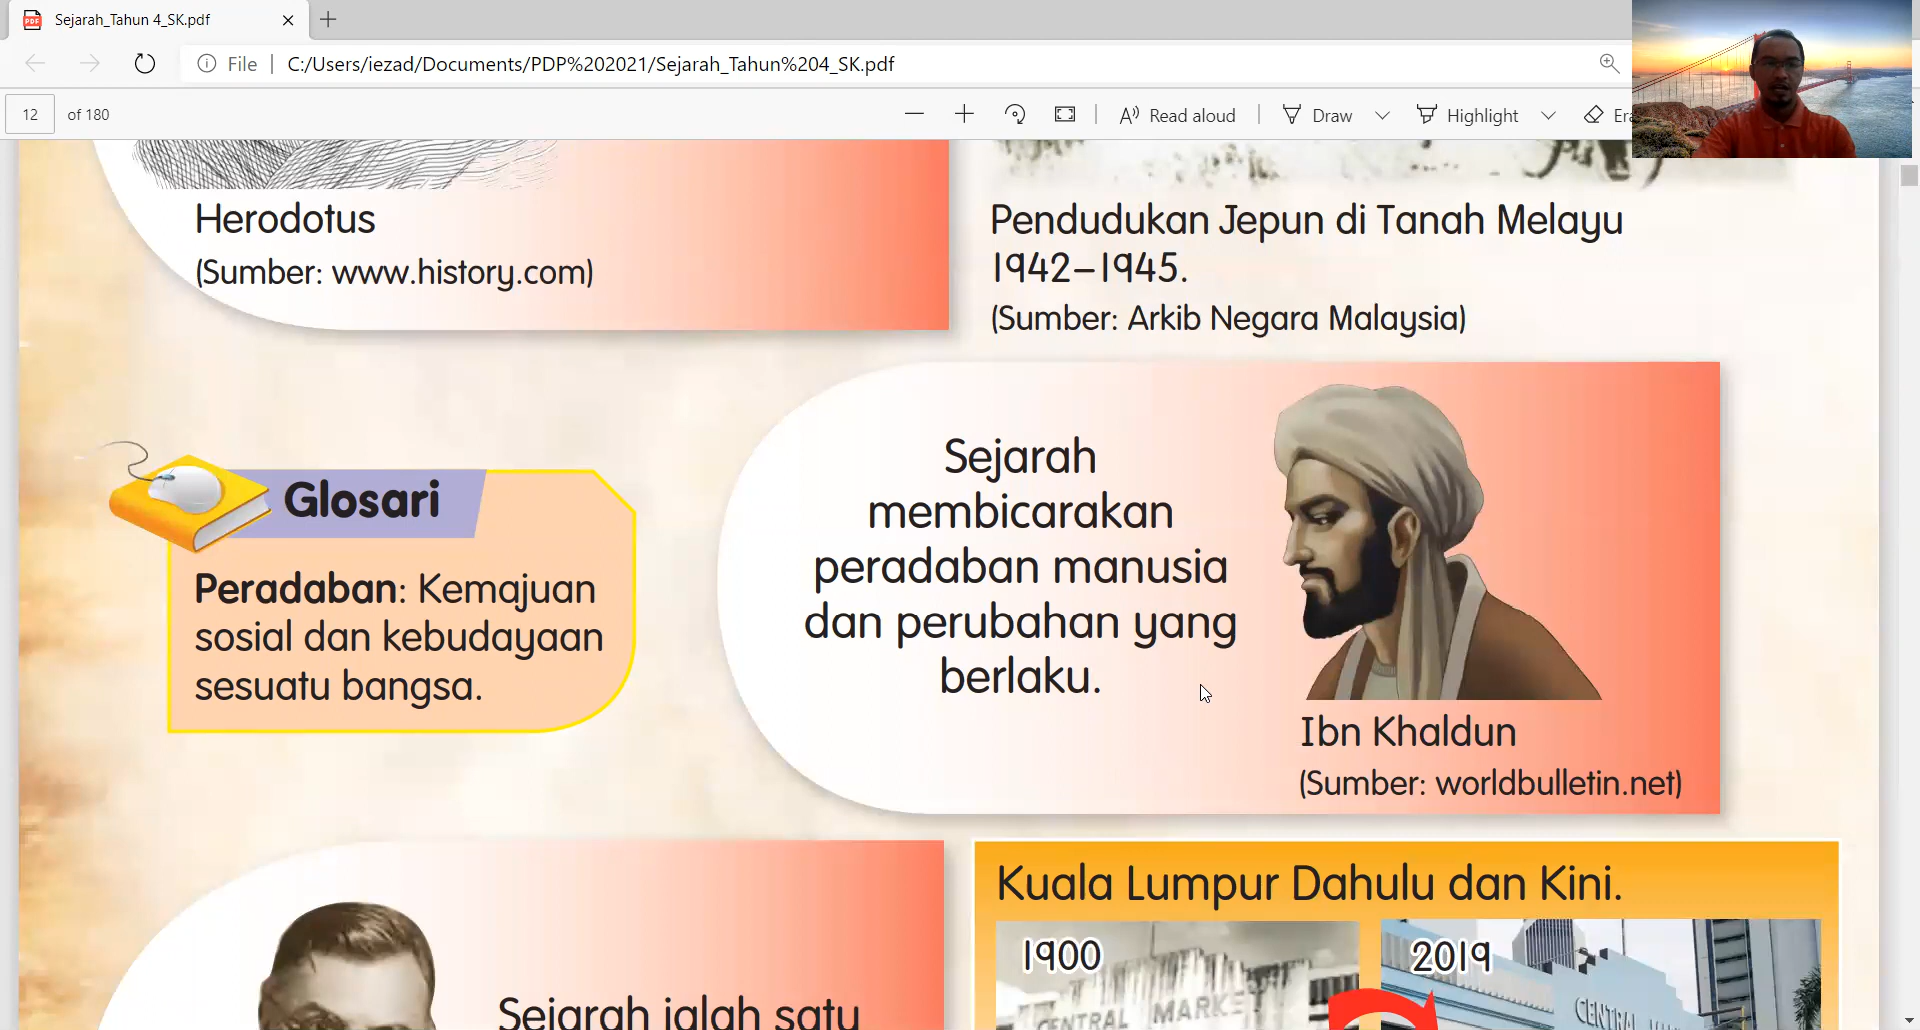 Sejarah_Tahun 4_SK.pdf
File
C:/Users/iezad/Documents/PDP%202021/Sejarah_Tahun%204_SK.pdf
12 of 180
Read aloud
Draw
Highlight
Herodotus
(Sumber: www.history.com)
Pendudukan Jepun di Tanah Melayu
1942–1945.
(Sumber: Arkib Negara Malaysia)
Glosari
Peradaban: Kemajuan
sosial dan kebudayaan
sesuatu bangsa.
Sejarah
membicarakan
peradaban manusia
dan perubahan yang
berlaku.
Ibn Khaldun
(Sumber: worldbulletin.net)
Sejarah ialah satu
Kuala Lumpur Dahulu dan Kini.
1900
CENTRAL MARKE
2019
CENTRAL